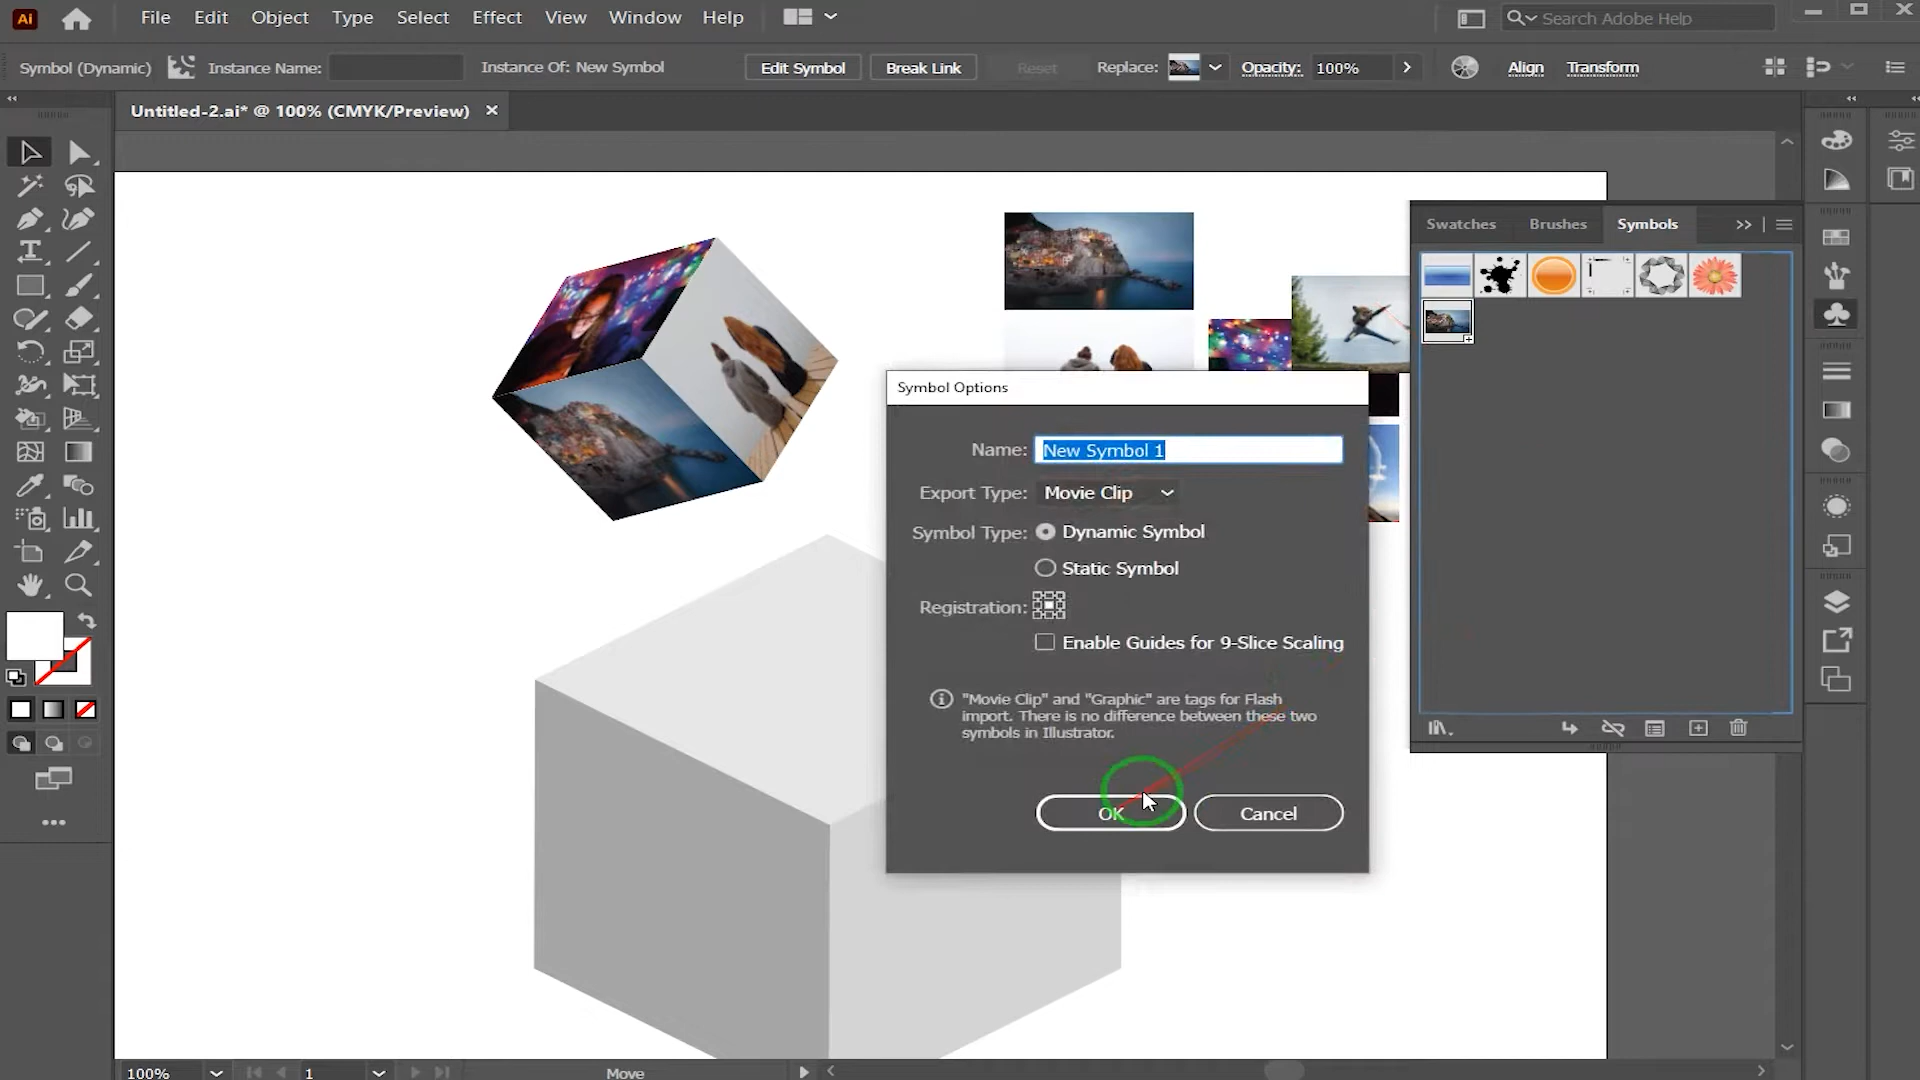 Ai
File Edit Object Type Select Effect View Window Help
Search Adobe Help
Symbol (Dynamic) Instance Name: Instance Of: New Symbol Edit Symbol Break Link Reset Replace: Opacity: 100% Align Transform
Untitled-2.ai* @ 100% (CMYK/Preview)
Swatches Brushes Symbols
Symbol Options
Name: New Symbol 1
Export Type: Movie Clip
Symbol Type: Dynamic Symbol
Static Symbol
Registration:
Enable Guides for 9-Slice Scaling
"Movie Clip" and "Graphic" are tags for Flash
import. There is no difference between these two
symbols in Illustrator.
OK Cancel
100% 1 Move